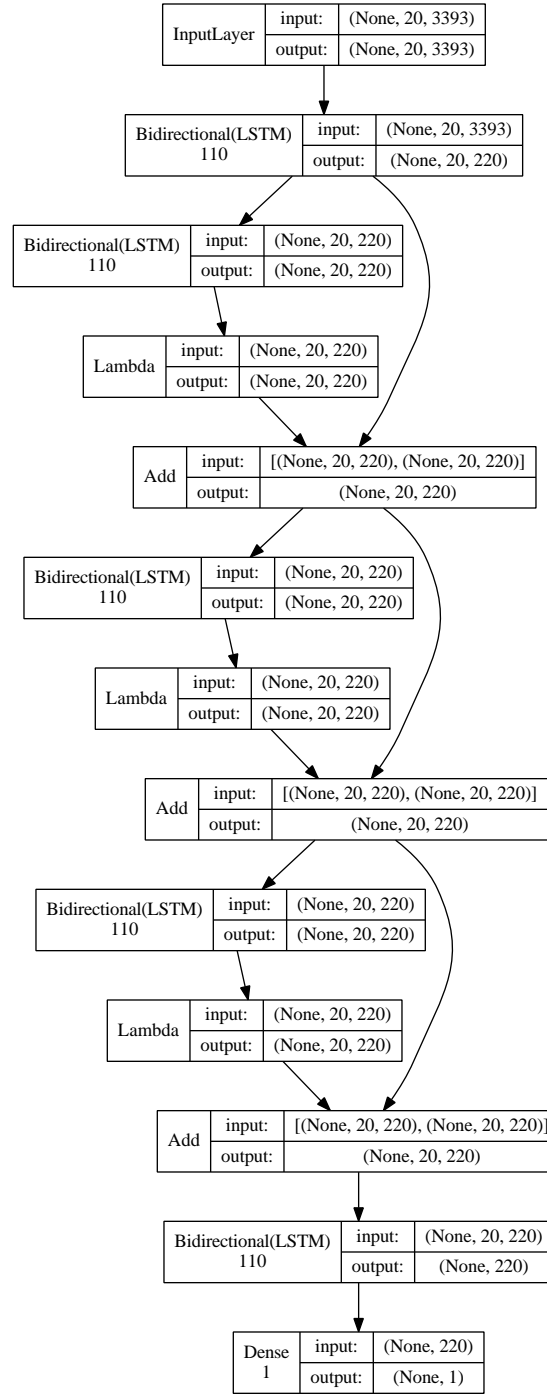 InputLayer
input: (None, 20, 3393)
output: (None, 20, 3393)
Bidirectional(LSTM)
110
input: (None, 20, 3393)
output: (None, 20, 220)
Bidirectional(LSTM)
110
input: (None, 20, 220)
output: (None, 20, 220)
Lambda
input: (None, 20, 220)
output: (None, 20, 220)
Add
input: [(None, 20, 220), (None, 20, 220)]
output: (None, 20, 220)
Bidirectional(LSTM)
110
input: (None, 20, 220)
output: (None, 20, 220)
Lambda
input: (None, 20, 220)
output: (None, 20, 220)
Add
input: [(None, 20, 220), (None, 20, 220)]
output: (None, 20, 220)
Bidirectional(LSTM)
110
input: (None, 20, 220)
output: (None, 20, 220)
Lambda
input: (None, 20, 220)
output: (None, 20, 220)
Add
input: [(None, 20, 220), (None, 20, 220)]
output: (None, 20, 220)
Bidirectional(LSTM)
110
input: (None, 20, 220)
output: (None, 220)
Dense
1
input: (None, 220)
output: (None, 1)